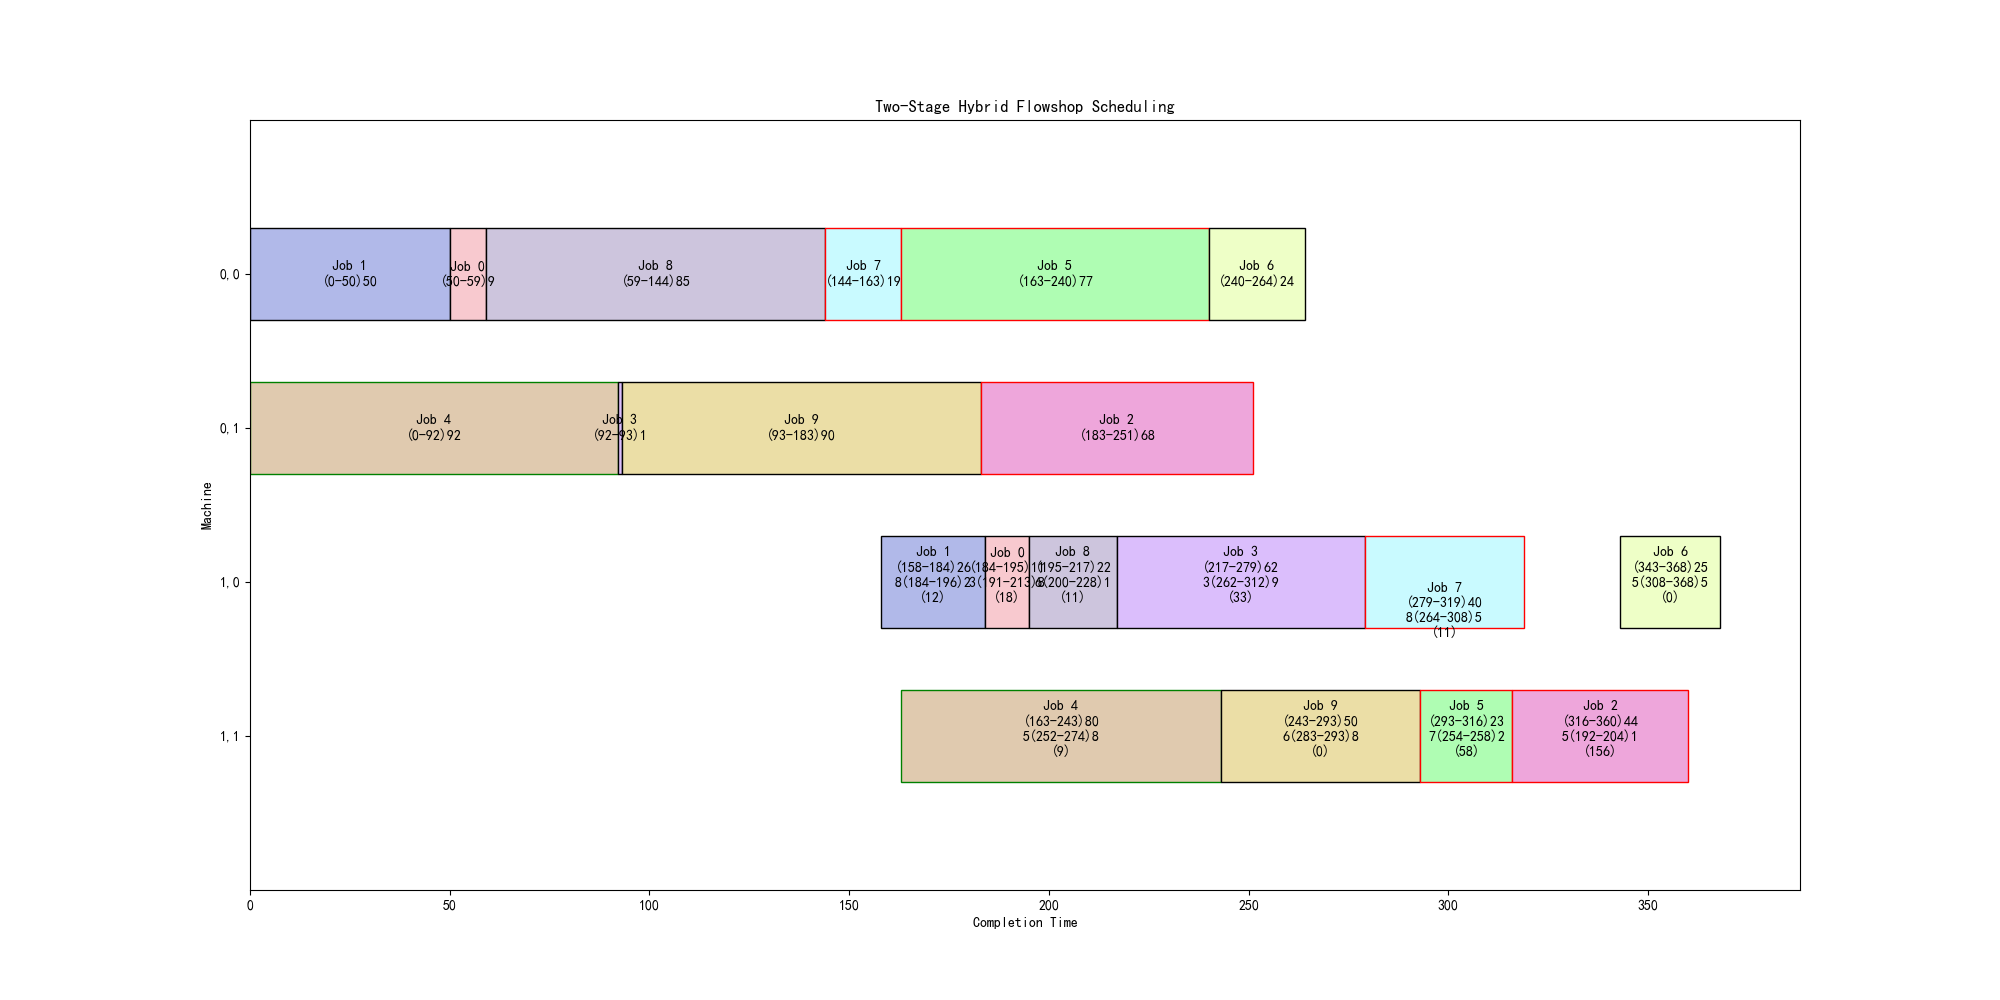 Two-Stage Hybrid Flowshop Scheduling
0,0
Job 1
(0-50)50
Job 0
(50-59)9
Job 8
(59-144)85
Job 7
(144-163)19
Job 5
(163-240)77
Job 6
(240-264)24
0,1
Job 4
(0-92)92
Job 3
(92-93)1
Job 9
(93-183)90
Job 2
(183-251)68
Machine
1,0
Job 1
(158-184)26
8(184-196)2
(12)
Job 0
(184-195)11
3(191-213)8
(18)
Job 8
(195-217)22
(200-228)1
(11)
Job 3
(217-279)62
3(262-312)9
(33)
Job 7
(279-319)40
8(264-308)5
(11)
Job 6
(343-368)25
5(308-368)5
(0)
1,1
Job 4
(163-243)80
5(252-274)8
(9)
Job 9
(243-293)50
6(283-293)8
(0)
Job 5
(293-316)23
7(254-258)2
(58)
Job 2
(316-360)44
5(192-204)1
(156)
0
50
100
150
200
250
300
350
Completion Time